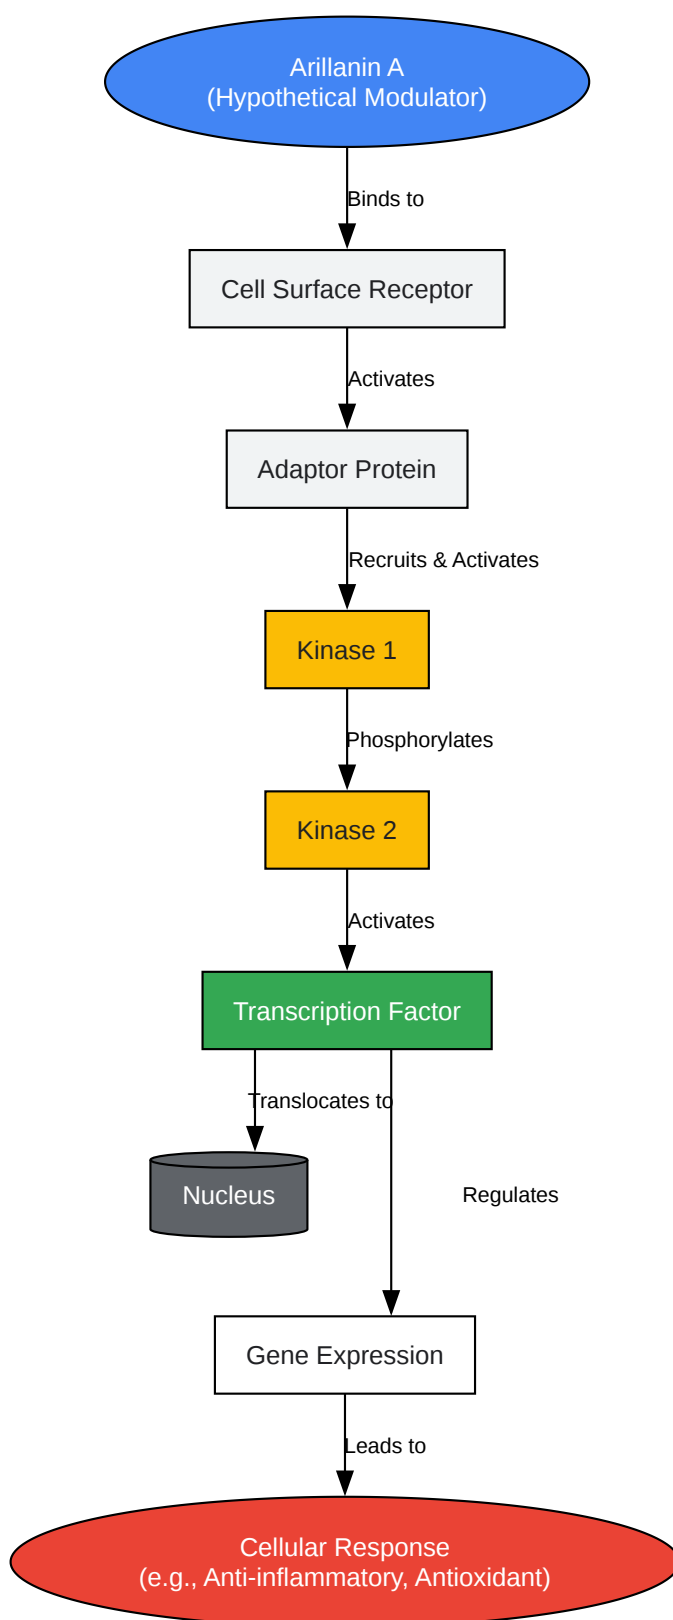 Arillanin A
(Hypothetical Modulator)
Binds to
Cell Surface Receptor
Activates
Adaptor Protein
Recruits & Activates
Kinase 1
Phosphorylates
Kinase 2
Activates
Transcription Factor
Translocates to
Nucleus
Regulates
Gene Expression
Leads to
Cellular Response
(e.g., Anti-inflammatory, Antioxidant)